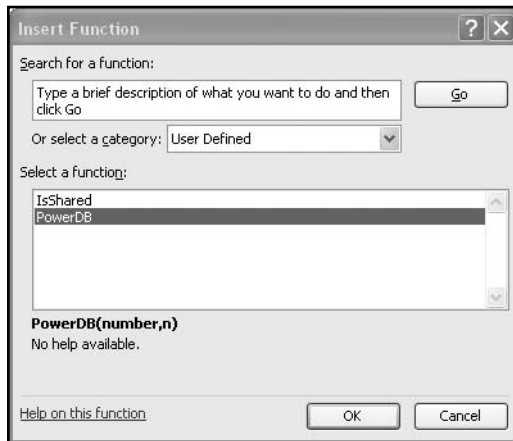 Insert Function
Search for a function:
Type a brief description of what you want to do and then
click Go
Go
Or select a category: User Defined
Select a function:
IsShared
PowerDB
PowerDB(number,n)
No help available.
Help on this function
OK
Cancel